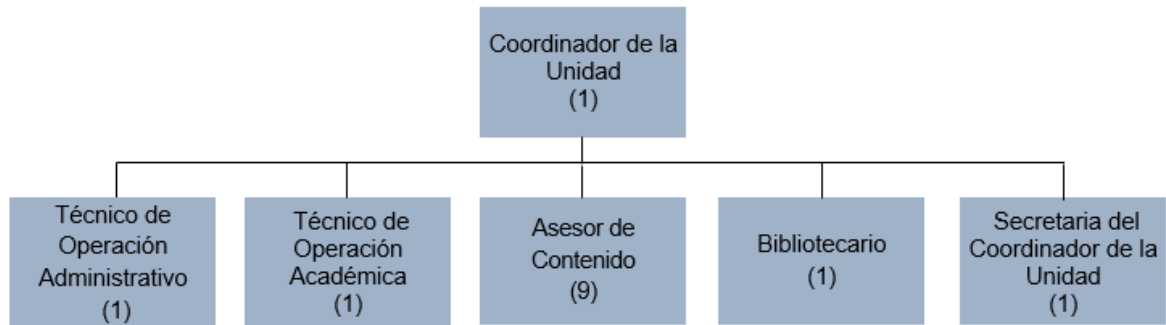 Coordinador de la
Unidad
(1)
Técnico de
Operación
Administrativo
(1)
Técnico de
Operación
Académica
(1)
Asesor de
Contenido
(9)
Bibliotecario
(1)
Secretaria del
Coordinador de la
Unidad
(1)